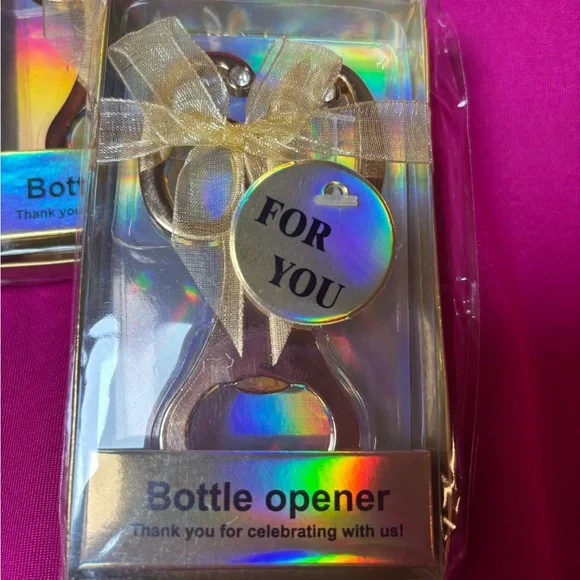 Bott
Thank you
FOR
YOU
Bottle opener
Thank you for celebrating with us!